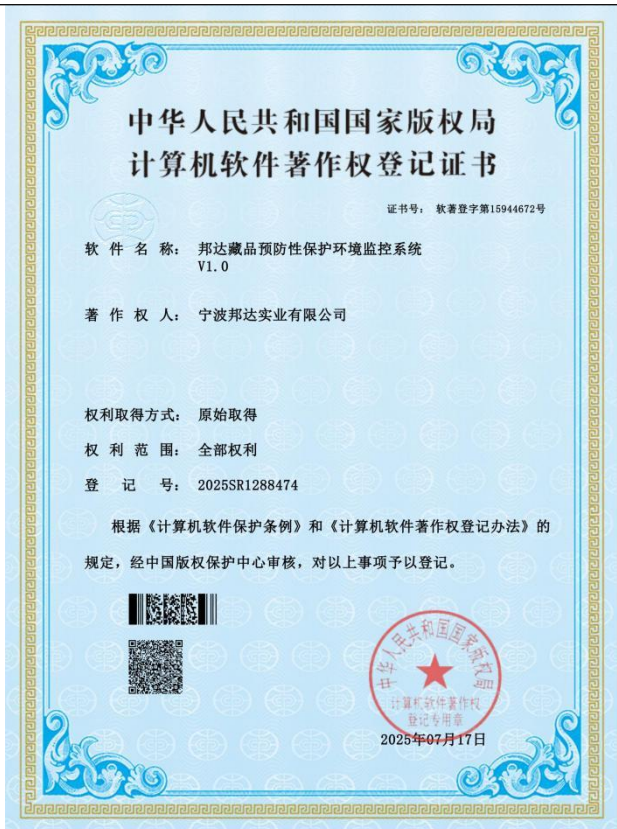 中华人民共和国国家版权局
计算机软件著作权登记证书
证书号： 软著登字第15944672号
软件名称： 邦达藏品预防性保护环境监控系统
V1.0
著作权人： 宁波邦达实业有限公司
权利取得方式： 原始取得
权利范围： 全部权利
登记号： 2025SR1288474
根据《计算机软件保护条例》和《计算机软件著作权登记办法》的
规定，经中国版权保护中心审核，对以上事项予以登记。
中华人民共和国国家版权局
计算机软件著作权
登记专用章
2025年07月17日